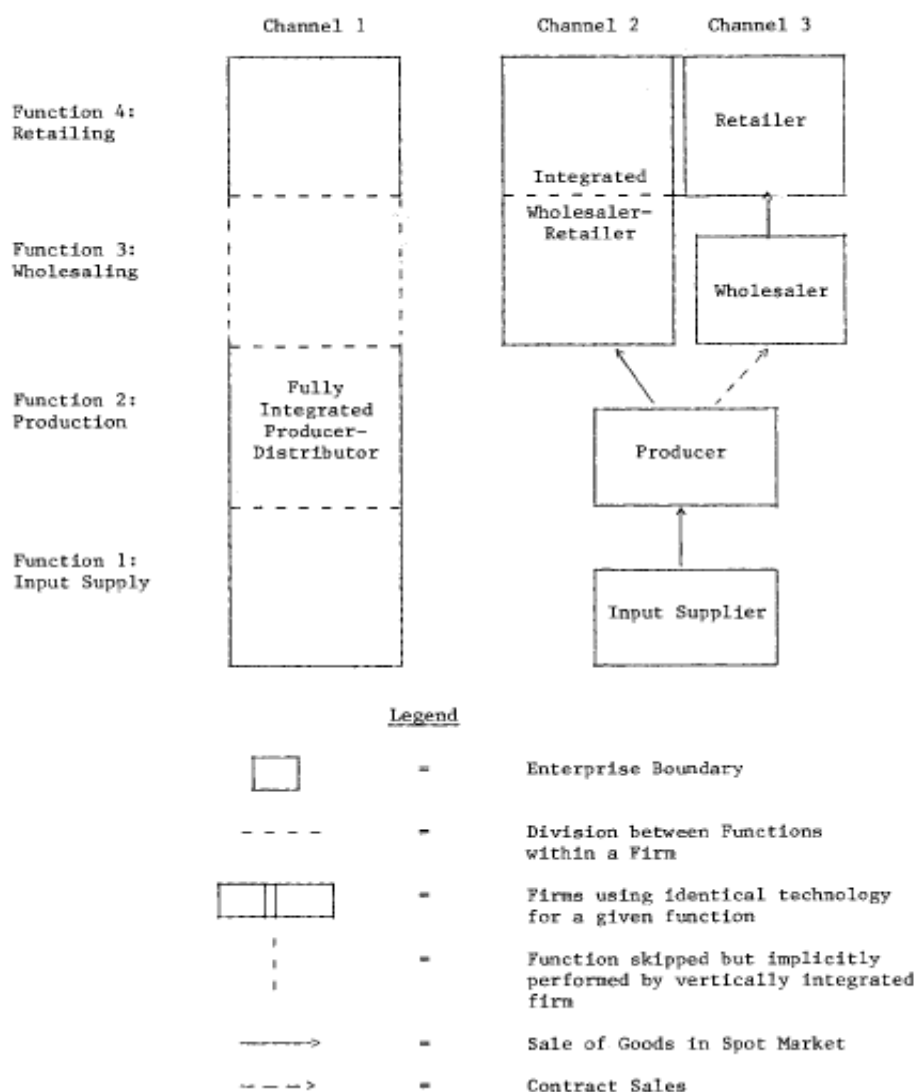 Channel 1
Channel 2
Channel 3
Function 4:
Retailing
Retailer
Integrated
Wholesaler-
Retailer
Function 3:
Wholesaling
Wholesaler
Function 2:
Production
Fully
Integrated
Producer-
Distributor
Producer
Function 1:
Input Supply
Input Supplier
Legend
= Enterprise Boundary
= Division between Functions
within a Firm
= Firms using identical technology
for a given function
= Function skipped but implicitly
performed by vertically integrated
firm
= Sale of Goods in Spot Market
= Contract Sales